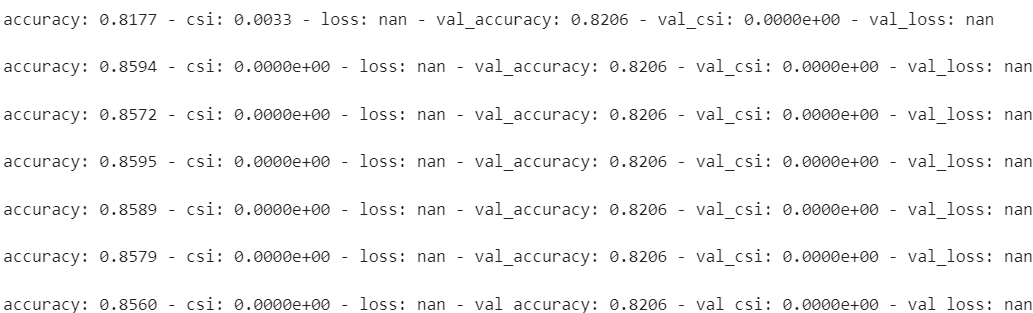 accuracy: 0.8177 - csi: 0.0033 - loss: nan - val_accuracy: 0.8206 - val_csi: 0.0000e+00 - val_loss: nan
accuracy: 0.8594 - csi: 0.0000e+00 - loss: nan - val_accuracy: 0.8206 - val_csi: 0.0000e+00 - val_loss: nan
accuracy: 0.8572 - csi: 0.0000e+00 - loss: nan - val_accuracy: 0.8206 - val_csi: 0.0000e+00 - val_loss: nan
accuracy: 0.8595 - csi: 0.0000e+00 - loss: nan - val_accuracy: 0.8206 - val_csi: 0.0000e+00 - val_loss: nan
accuracy: 0.8589 - csi: 0.0000e+00 - loss: nan - val_accuracy: 0.8206 - val_csi: 0.0000e+00 - val_loss: nan
accuracy: 0.8579 - csi: 0.0000e+00 - loss: nan - val_accuracy: 0.8206 - val_csi: 0.0000e+00 - val_loss: nan
accuracy: 0.8560 - csi: 0.0000e+00 - loss: nan - val_accuracy: 0.8206 - val_csi: 0.0000e+00 - val_loss: nan